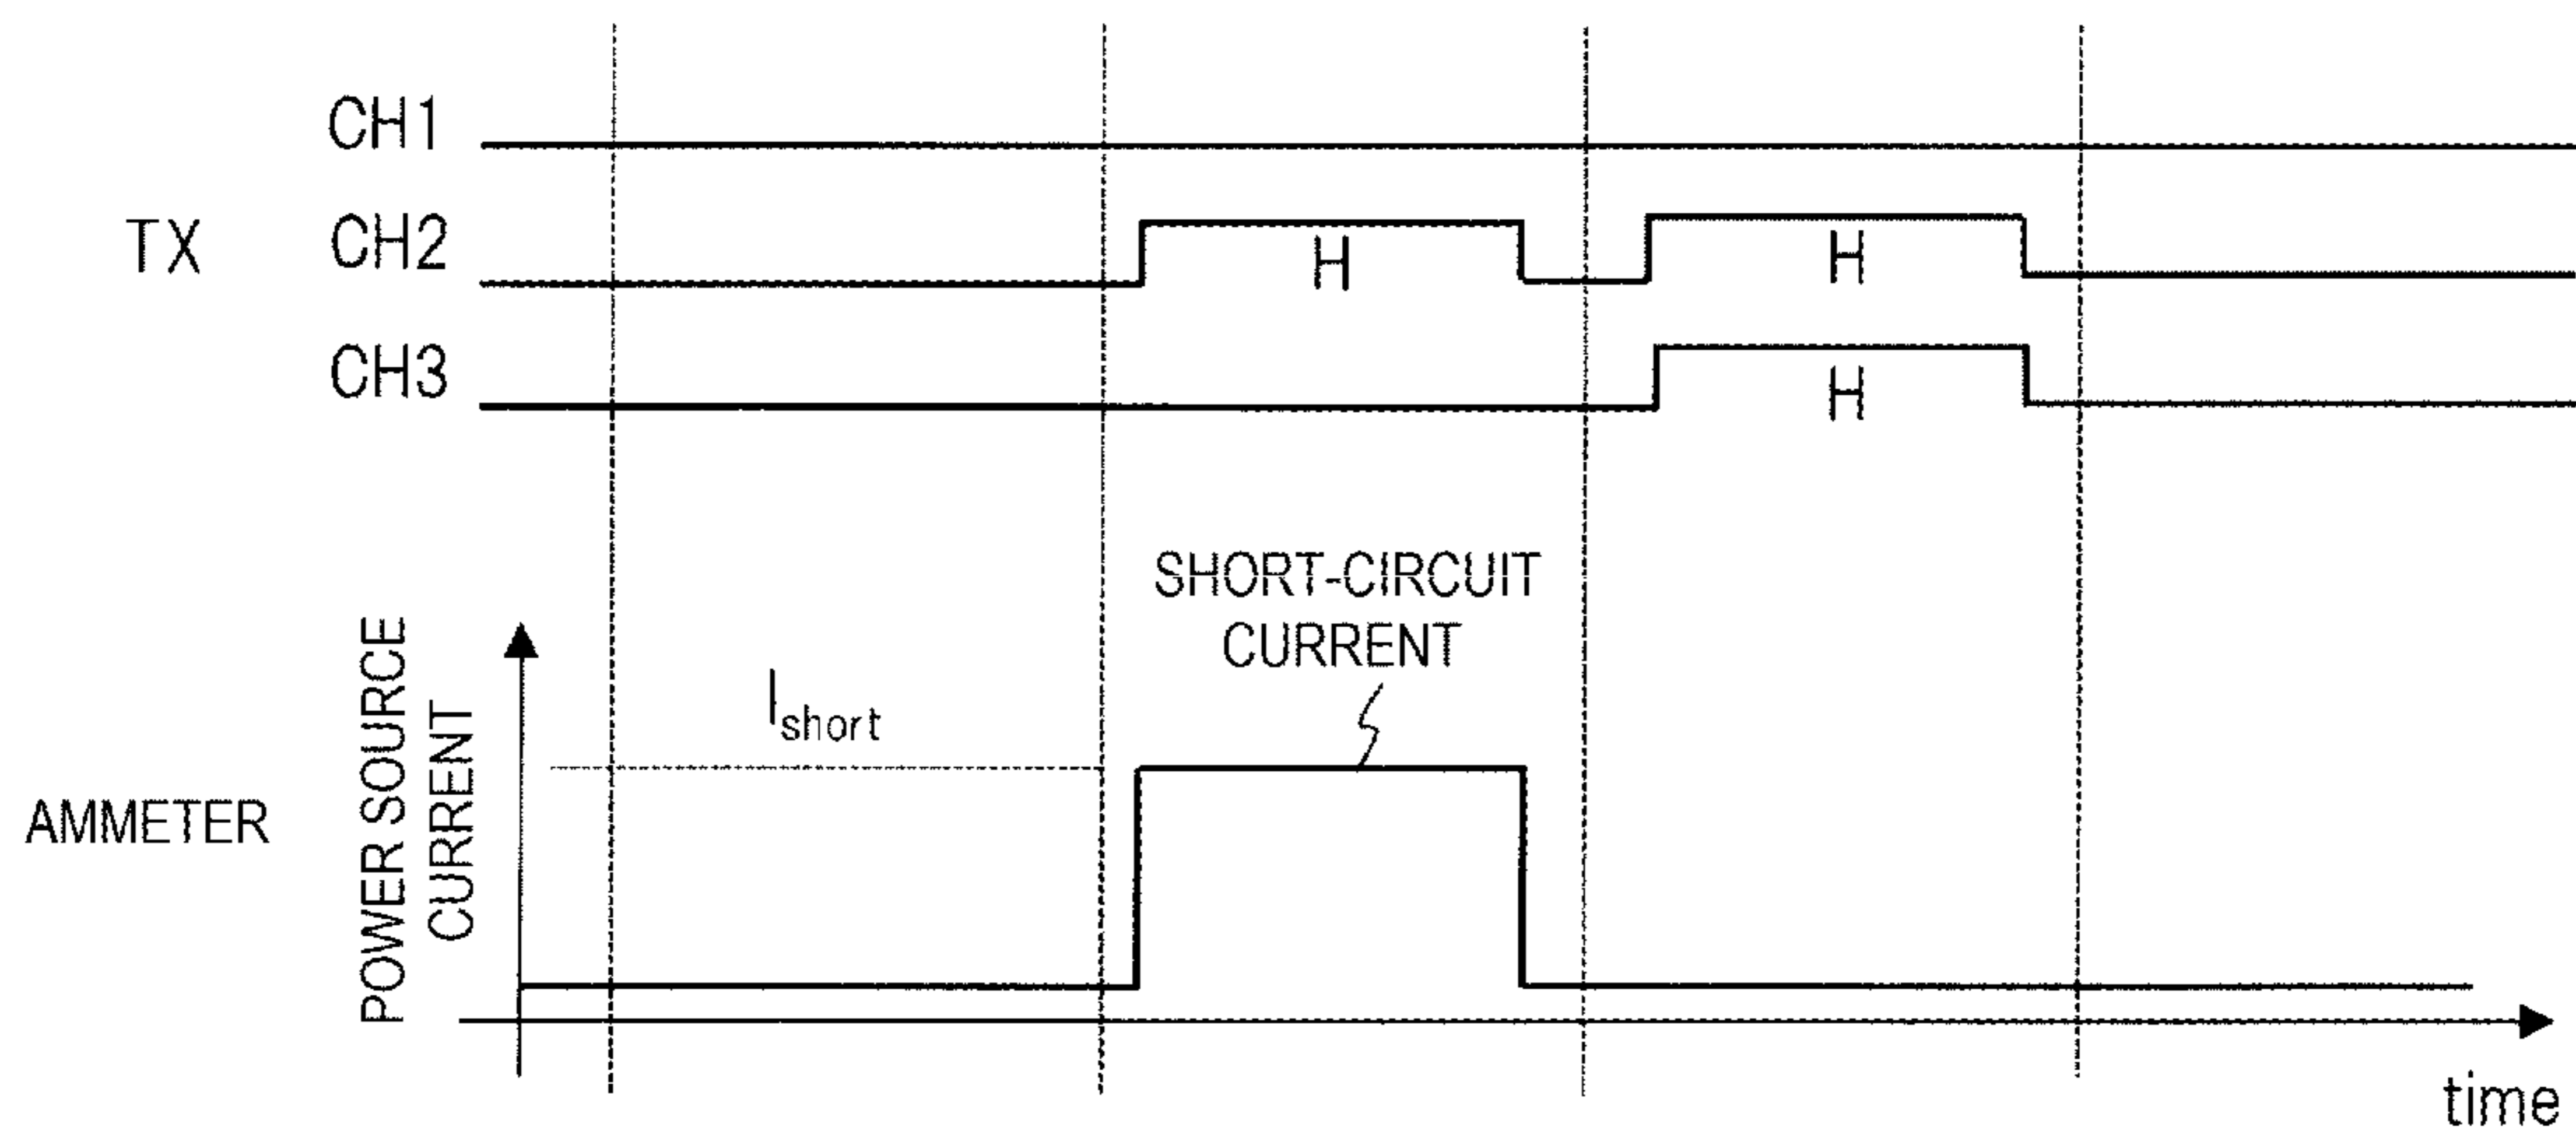 CH1
TX CH2
H
H
CH3
H
SHORT-CIRCUIT
CURRENT
POWER SOURCE
CURRENT
Ishort
AMMETER
time